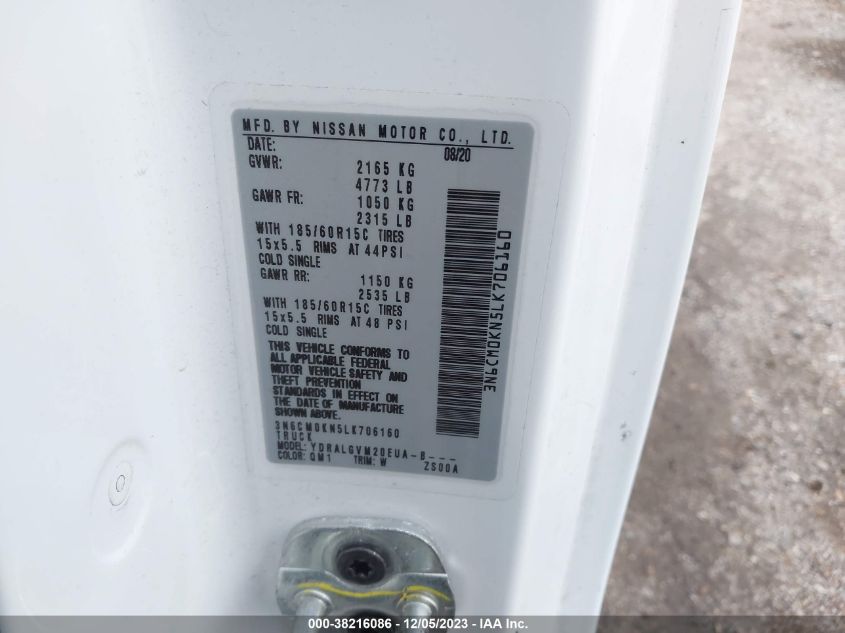 MFD. BY NISSAN MOTOR CO., LTD.
DATE: 08/20
GVWR: 2165 KG
4773 LB
GAWR FR: 1050 KG
2315 LB
WITH 185/60R15C TIRES
15x5.5 RIMS AT 44PSI
COLD SINGLE
GAWR RR: 1150 KG
2535 LB
WITH 185/60R15C TIRES
15x5.5 RIMS AT 48 PSI
COLD SINGLE
THIS VEHICLE CONFORMS TO
ALL APPLICABLE FEDERAL
MOTOR VEHICLE SAFETY AND
THEFT PREVENTION
STANDARDS IN EFFECT ON
THE DATE OF MANUFACTURE
SHOWN ABOVE.
3N6CM0KN5LK706160
TRUCK
MODEL: YDRALGVM20EUA-B---
COLOR: QM1 TRIM: W ZS00A
3N6CM0KN5LK706160
000-38216086 - 12/05/2023 - IAA Inc.